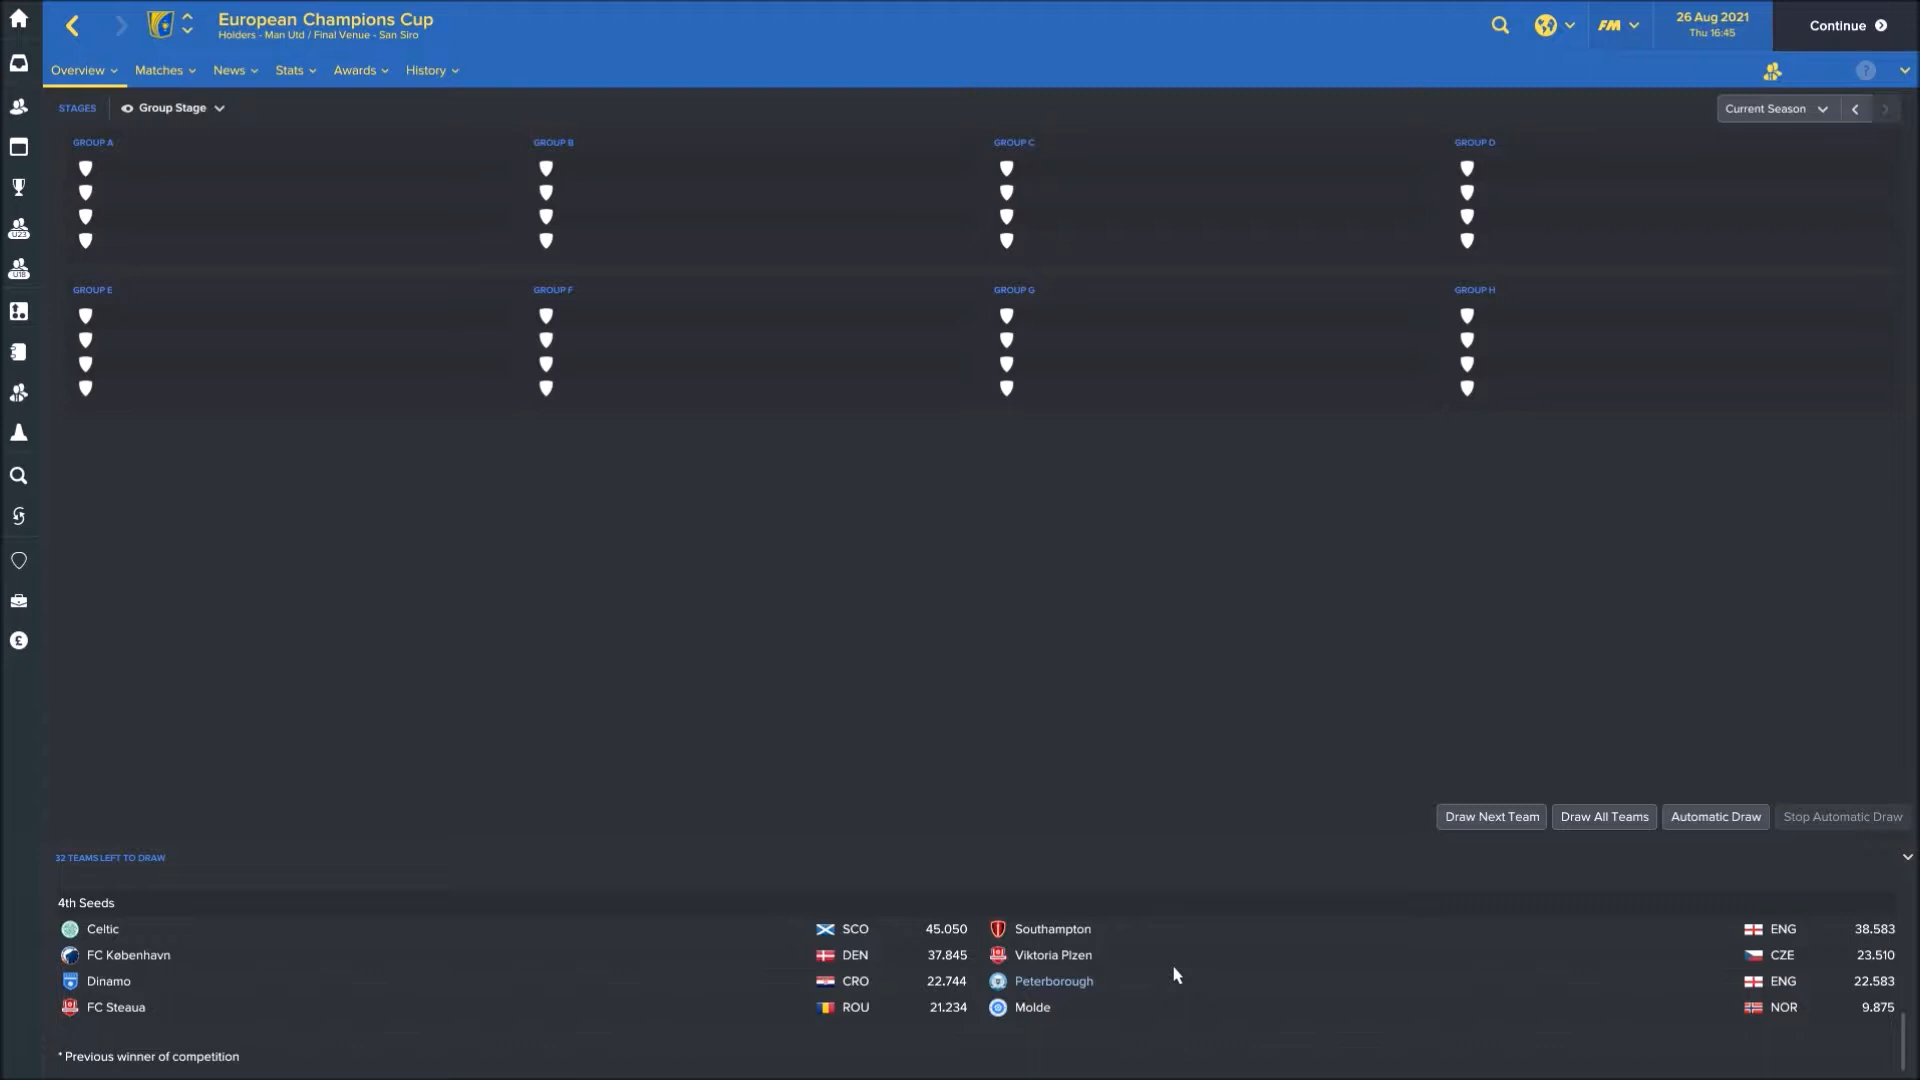 European Champions Cup
Holders - Man Utd / Final Venue - San Siro
FM
26 Aug 2021
Thu 16:45
Continue
Overview
Matches
News
Stats
Awards
History
?
STAGES
Group Stage
Current Season
GROUP A
GROUP B
GROUP C
GROUP D
U23
U18
GROUP E
GROUP F
GROUP G
GROUP H
£
Draw Next Team
Draw All Teams
Automatic Draw
Stop Automatic Draw
32 TEAMS LEFT TO DRAW
4th Seeds
Celtic SCO 45.050 Southampton ENG 38.583
FC København DEN 37.845 Viktoria Plzen CZE 23.510
Dinamo CRO 22.744 Peterborough ENG 22.583
FC Steaua ROU 21.234 Molde NOR 9.875
* Previous winner of competition